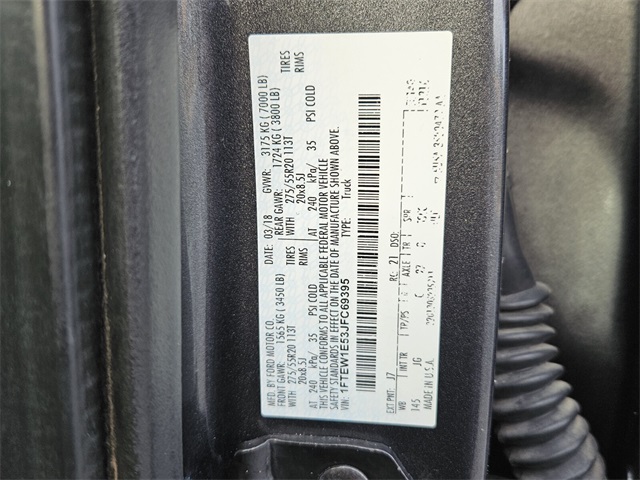 MFD. BY FORD MOTOR CO.
DATE: 03/18 GVWR: 3175 KG ( 7000 LB)
FRONT GAWR: 1565 KG ( 3450 LB) REAR GAWR: 1724 KG ( 3800 LB)
WITH 275/55R20 113T TIRES WITH 275/55R20 113T TIRES
20x8.5J RIMS 20x8.5J RIMS
AT 240 kPa/ 35 PSI COLD AT 240 kPa/ 35 PSI COLD
THIS VEHICLE CONFORMS TO ALL APPLICABLE FEDERAL MOTOR VEHICLE
SAFETY STANDARDS IN EFFECT ON THE DATE OF MANUFACTURE SHOWN ABOVE.
VIN: 1FTEW1E53JFC69395 TYPE: Truck
EXT PNT: J7 RC: 21 DSO:
WB INT TR TP/PS AXLE TR SPR
145 JG 27
MADE IN U.S.A.